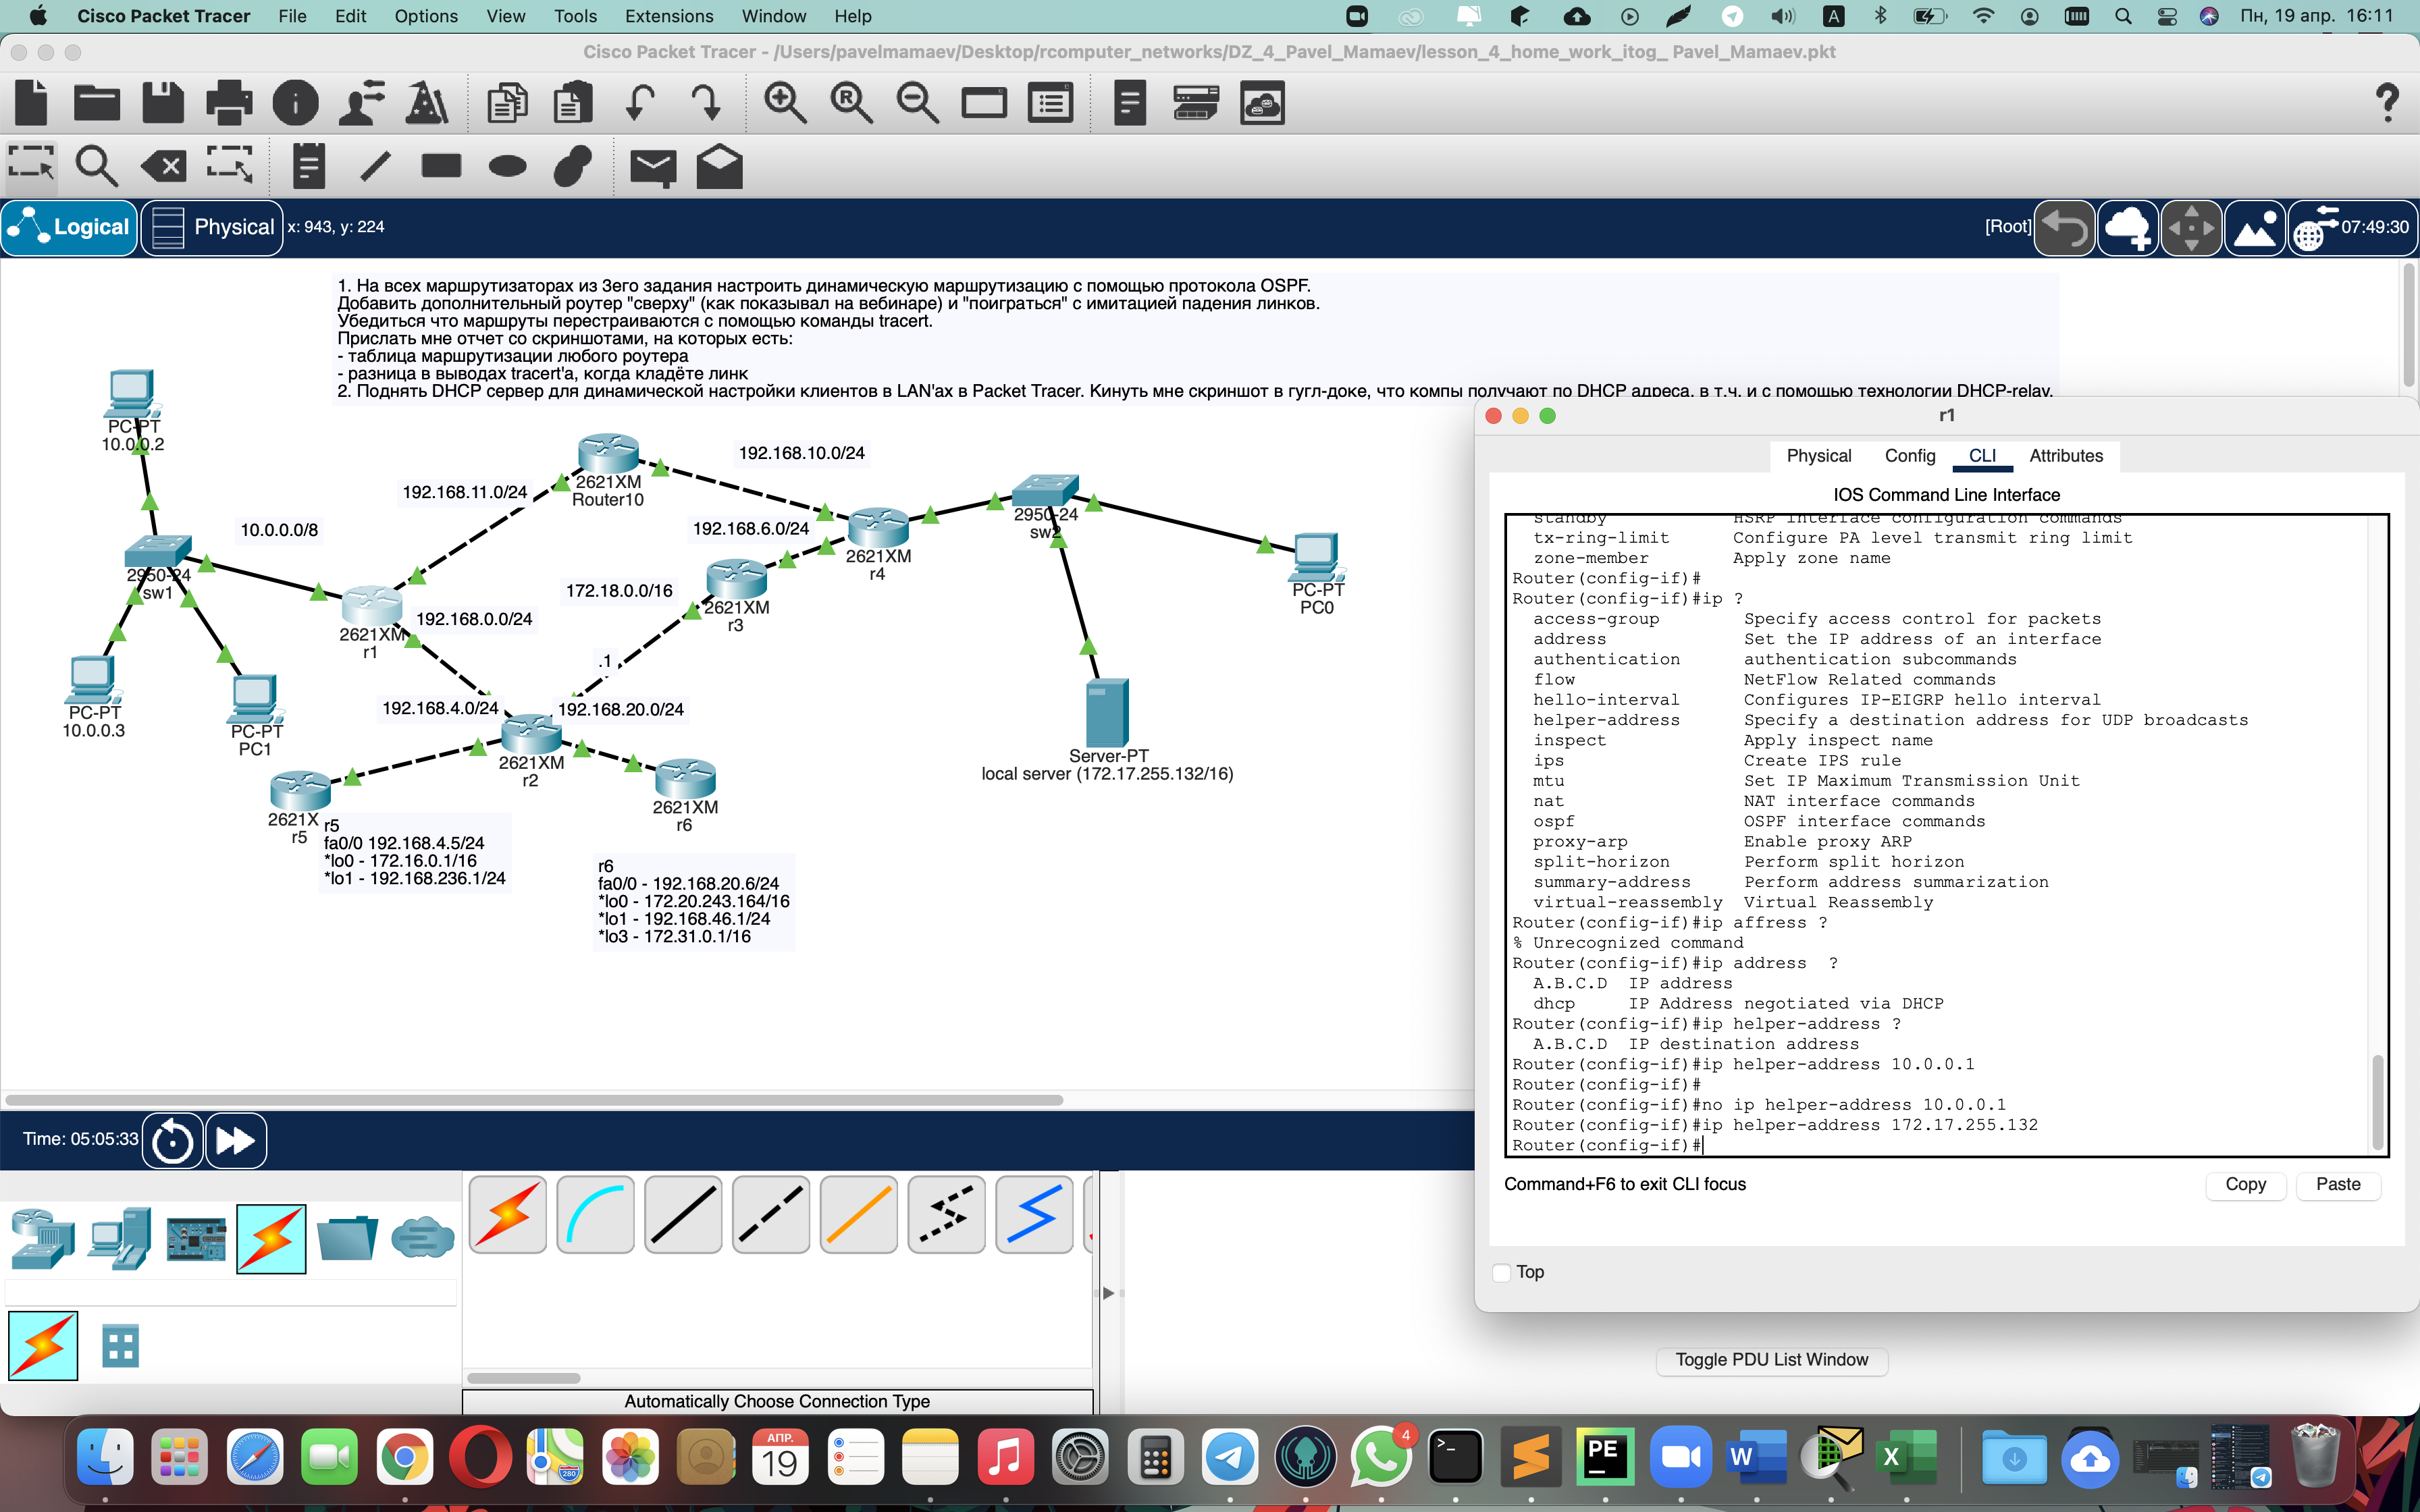 Cisco Packet Tracer File Edit Options View Tools Extensions Window Help
A Пн, 19 апр. 16:11
Cisco Packet Tracer - /Users/pavelmamaev/Desktop/rcomputer_networks/DZ_4_Pavel_Mamaev/lesson_4_home_work_itog_ Pavel_Mamaev.pkt
Logical
Physical
x: 943, y: 224
[Root]
07:49:30
1. На всех маршрутизаторах из 3его задания настроить динамическую маршрутизацию с помощью протокола OSPF.
Добавить дополнительный роутер "сверху" (как показывал на вебинаре) и "поиграться" с имитацией падения линков.
Убедиться что маршруты перестраиваются с помощью команды tracert.
Прислать мне отчет со скриншотами, на которых есть:
- таблица маршрутизации любого роутера
- разница в выводах tracert'а, когда кладёте линк
2. Поднять DHCP сервер для динамической настройки клиентов в LAN'ах в Packet Tracer. Кинуть мне скриншот в гугл-доке, что компы получают по DHCP адреса, в т.ч. и с помощью технологии DHCP-relay.
PC-PT
10.0.0.2
10.0.0.0/8
2950-24
sw1
PC-PT
10.0.0.3
PC-PT
PC1
192.168.11.0/24
2621XM
Router10
192.168.10.0/24
2621XM
r1
192.168.0.0/24
192.168.6.0/24
2621XM
r4
172.18.0.0/16
2621XM
r3
.1
192.168.4.0/24
192.168.20.0/24
2621XM
r2
2950-24
sw2
PC-PT
PC0
Server-PT
local server (172.17.255.132/16)
2621X
r5
r5
fa0/0 192.168.4.5/24
*lo0 - 172.16.0.1/16
*lo1 - 192.168.236.1/24
2621XM
r6
r6
fa0/0 - 192.168.20.6/24
*lo0 - 172.20.243.164/16
*lo1 - 192.168.46.1/24
*lo3 - 172.31.0.1/16
r1
Physical Config CLI Attributes
IOS Command Line Interface
standby HSRP interface configuration commands
tx-ring-limit Configure PA level transmit ring limit
zone-member Apply zone name
Router(config-if)#
Router(config-if)#ip ?
access-group Specify access control for packets
address Set the IP address of an interface
authentication authentication subcommands
flow NetFlow Related commands
hello-interval Configures IP-EIGRP hello interval
helper-address Specify a destination address for UDP broadcasts
inspect Apply inspect name
ips Create IPS rule
mtu Set IP Maximum Transmission Unit
nat NAT interface commands
ospf OSPF interface commands
proxy-arp Enable proxy ARP
split-horizon Perform split horizon
summary-address Perform address summarization
virtual-reassembly Virtual Reassembly
Router(config-if)#ip affress ?
% Unrecognized command
Router(config-if)#ip address  ?
A.B.C.D IP address
dhcp IP Address negotiated via DHCP
Router(config-if)#ip helper-address ?
A.B.C.D IP destination address
Router(config-if)#ip helper-address 10.0.0.1
Router(config-if)#
Router(config-if)#no ip helper-address 10.0.0.1
Router(config-if)#ip helper-address 172.17.255.132
Router(config-if)#
Command+F6 to exit CLI focus
Copy
Paste
Top
Time: 05:05:33
Toggle PDU List Window
Automatically Choose Connection Type
АПР.
19
280
4
>_
PE
W
X